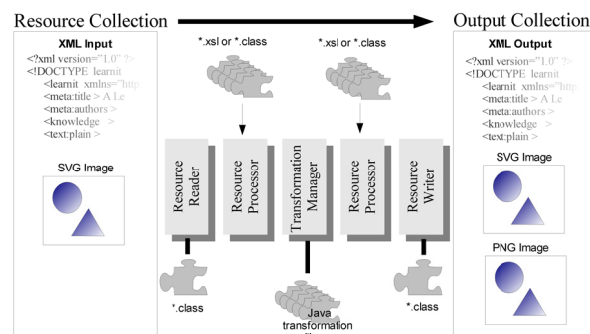 Resource Collection
Output Collection
XML Input
<?xml version="1.0" ?>
<!DOCTYPE learnit
<learnit xmlns="http
<meta:title > A Le
<meta:authors >
<knowledge >
<text:plain >
SVG Image
*.xsl or *.class
*.xsl or *.class
Resource
Reader
Resource
Processor
Transformation
Manager
Resource
Processor
Resource
Writer
*.class
Java
transformation
*.class
XML Output
<?xml version="1.0" ?>
<!DOCTYPE learnit
<learnit xmlns="http
<meta:title > A Le
<meta:authors >
<knowledge >
<text:plain >
SVG Image
PNG Image